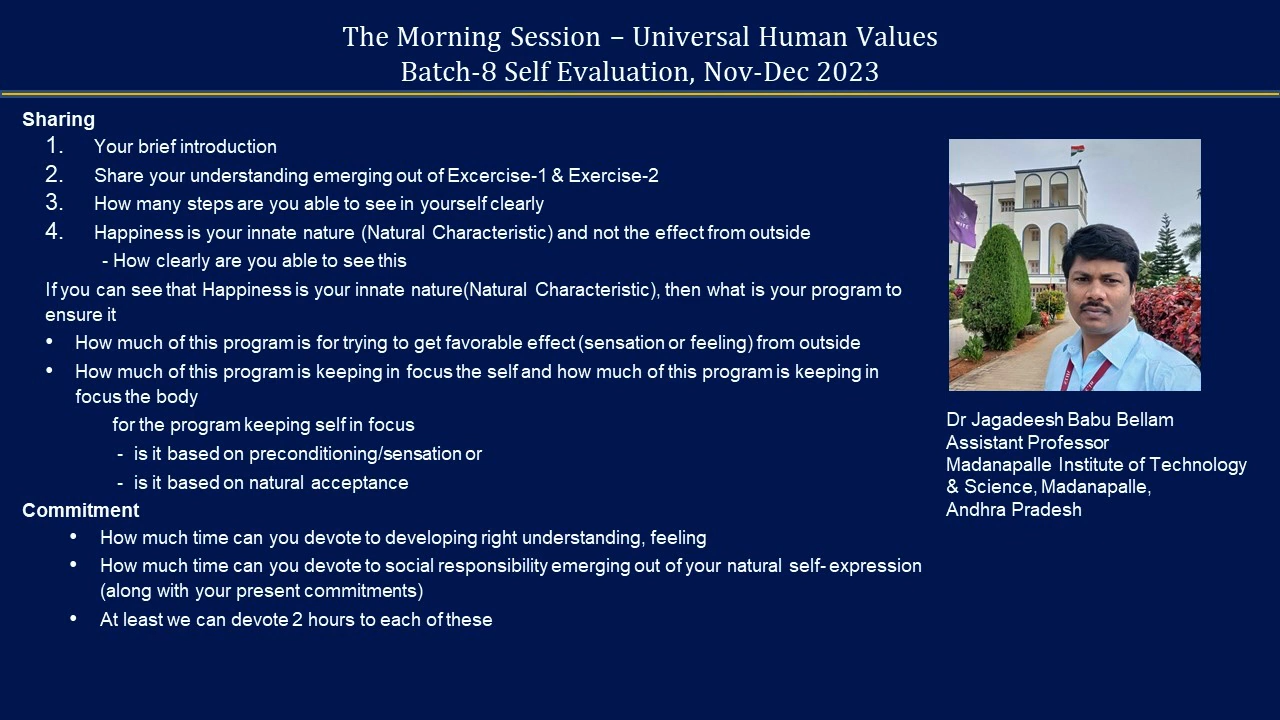 The Morning Session – Universal Human Values
Batch-8 Self Evaluation, Nov-Dec 2023
Sharing
1. Your brief introduction
2. Share your understanding emerging out of Excercise-1 & Exercise-2
3. How many steps are you able to see in yourself clearly
4. Happiness is your innate nature (Natural Characteristic) and not the effect from outside
- How clearly are you able to see this
If you can see that Happiness is your innate nature(Natural Characteristic), then what is your program to
ensure it
• How much of this program is for trying to get favorable effect (sensation or feeling) from outside
• How much of this program is keeping in focus the self and how much of this program is keeping in
focus the body
for the program keeping self in focus
- is it based on preconditioning/sensation or
- is it based on natural acceptance
Commitment
• How much time can you devote to developing right understanding, feeling
• How much time can you devote to social responsibility emerging out of your natural self-expression
(along with your present commitments)
• At least we can devote 2 hours to each of these
Dr Jagadeesh Babu Bellam
Assistant Professor
Madanapalle Institute of Technology
& Science, Madanapalle,
Andhra Pradesh